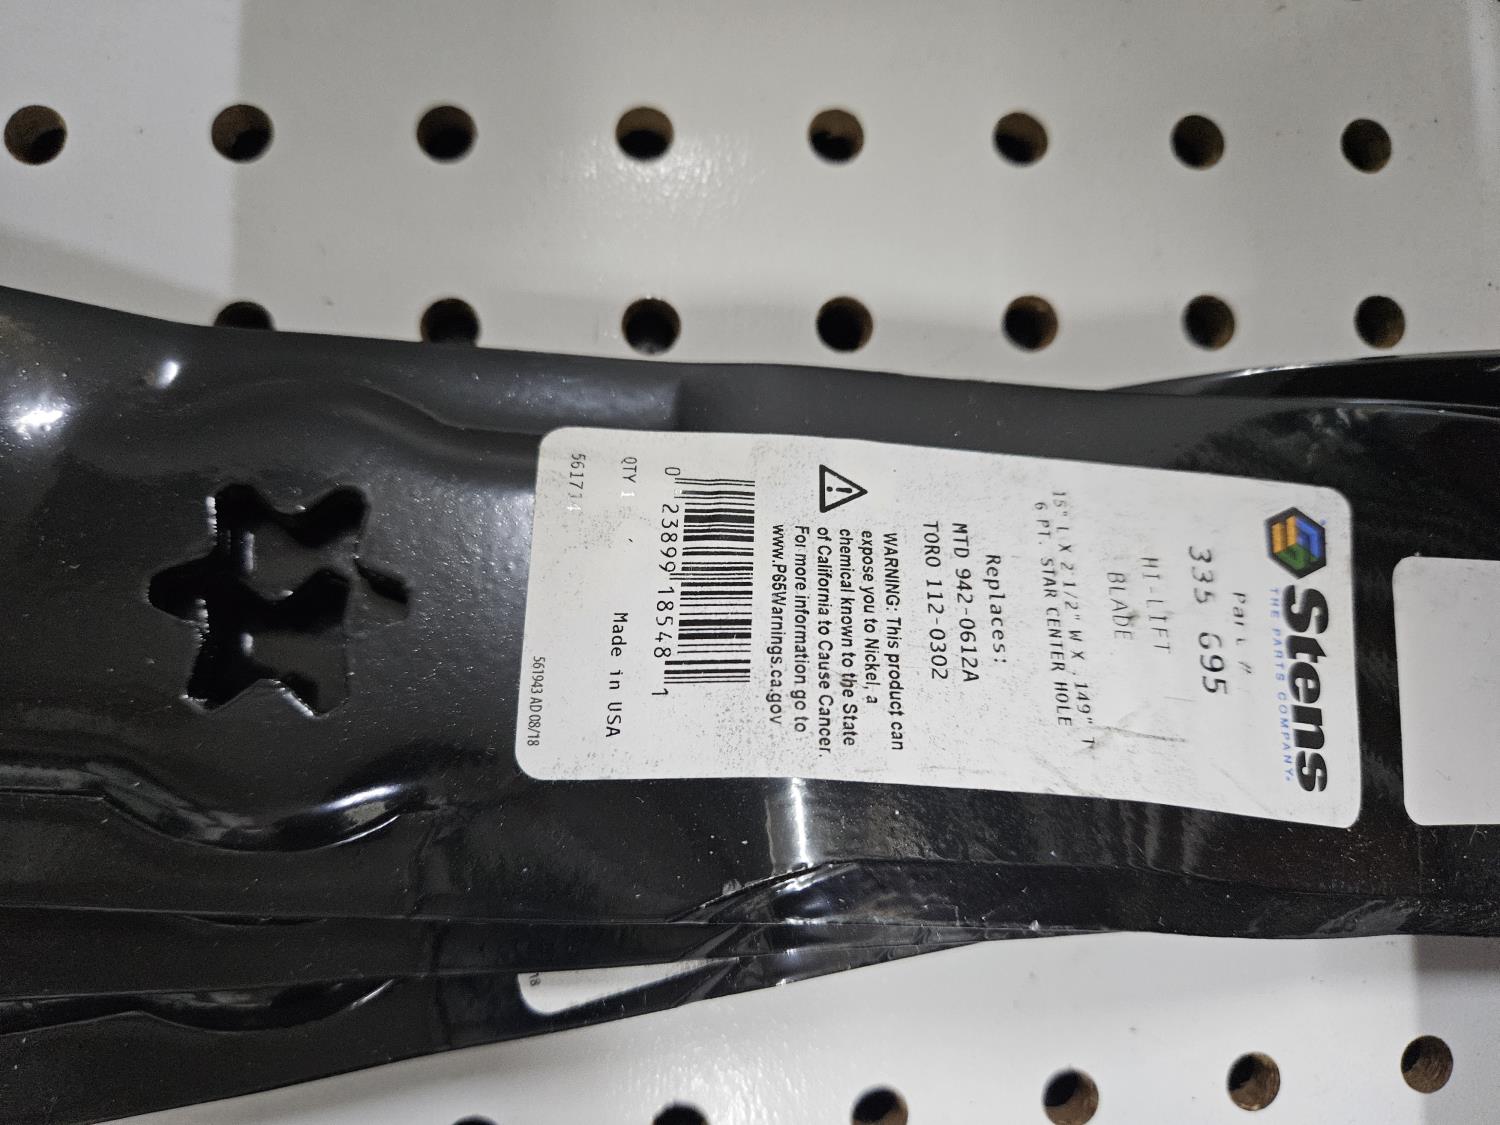 Stens
THE PARTS COMPANY®
Part #
335 695
HI-LIFT
BLADE
15" L X 2 1/2" W X .149" T
6 PT. STAR CENTER HOLE
Replaces:
MTD 942-0612A
TORO 112-0302
WARNING: This product can
expose you to Nickel, a
chemical known to the State
of California to Cause Cancer.
For more information go to
www.P65Warnings.ca.gov
0 23899 18548 1
QTY 1
Made in USA
561714
561943 AD 08/18
18